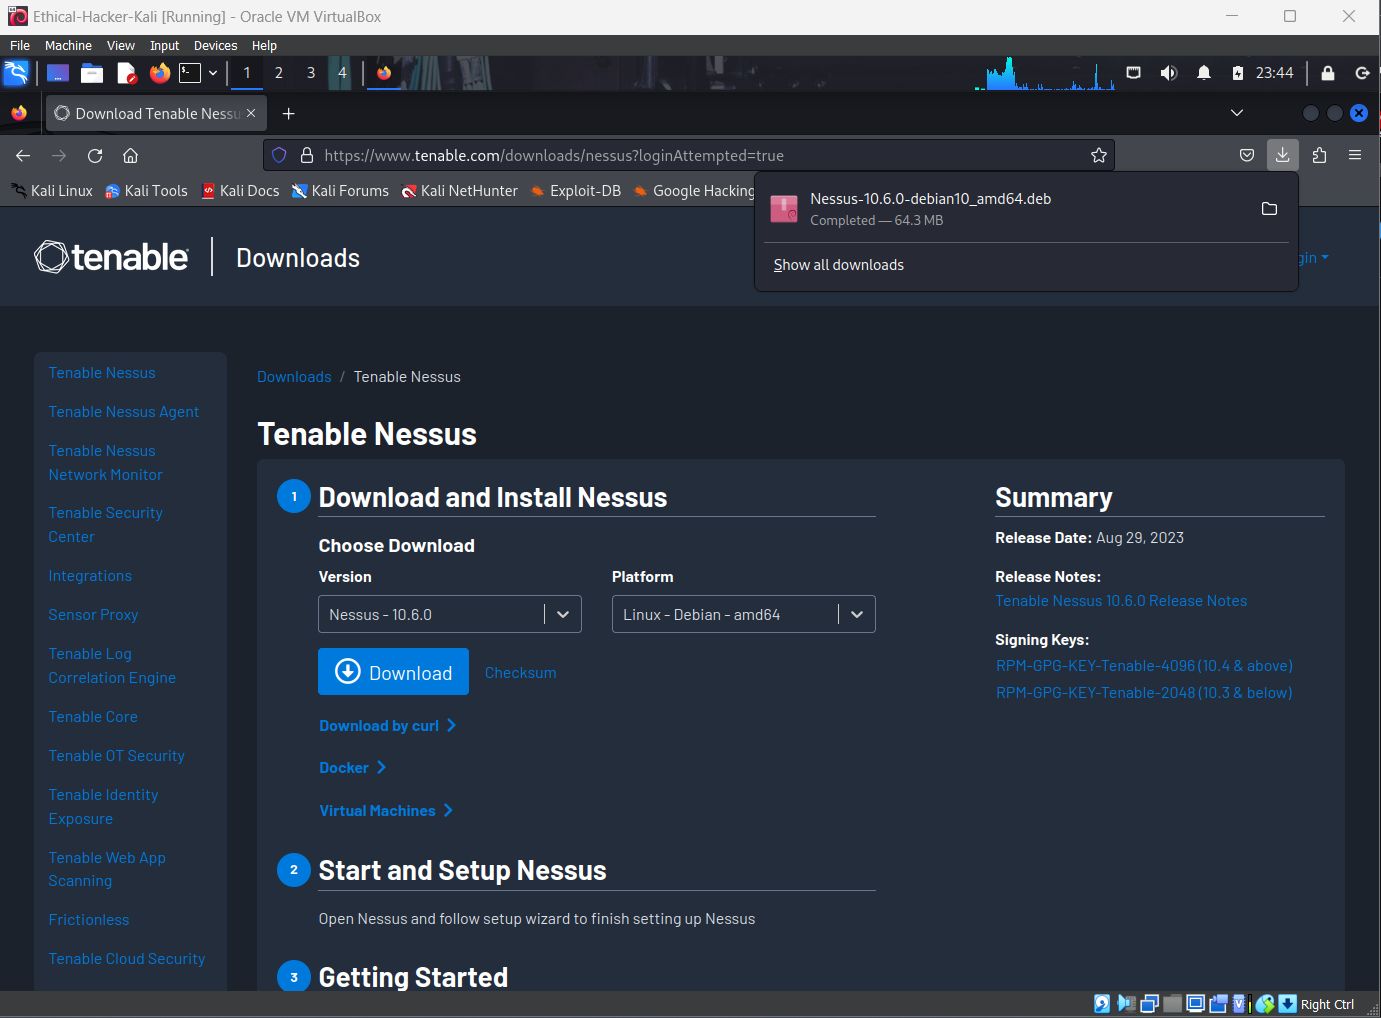 Ethical-Hacker-Kali [Running] - Oracle VM VirtualBox
File Machine View Input Devices Help
1 2 3 4
23:44
Download Tenable Nessu
https://www.tenable.com/downloads/nessus?loginAttempted=true
Kali Linux Kali Tools Kali Docs Kali Forums Kali NetHunter Exploit-DB Google Hacking
Nessus-10.6.0-debian10_amd64.deb
Completed — 64.3 MB
Show all downloads
tenable Downloads
gin
Tenable Nessus
Tenable Nessus Agent
Tenable Nessus
Network Monitor
Tenable Security
Center
Integrations
Sensor Proxy
Tenable Log
Correlation Engine
Tenable Core
Tenable OT Security
Tenable Identity
Exposure
Tenable Web App
Scanning
Frictionless
Tenable Cloud Security
Downloads / Tenable Nessus
Tenable Nessus
1 Download and Install Nessus
Choose Download
Version Platform
Nessus - 10.6.0 Linux - Debian - amd64
Download Checksum
Download by curl
Docker
Virtual Machines
2 Start and Setup Nessus
Open Nessus and follow setup wizard to finish setting up Nessus
3 Getting Started
Summary
Release Date: Aug 29, 2023
Release Notes:
Tenable Nessus 10.6.0 Release Notes
Signing Keys:
RPM-GPG-KEY-Tenable-4096 (10.4 & above)
RPM-GPG-KEY-Tenable-2048 (10.3 & below)
Right Ctrl